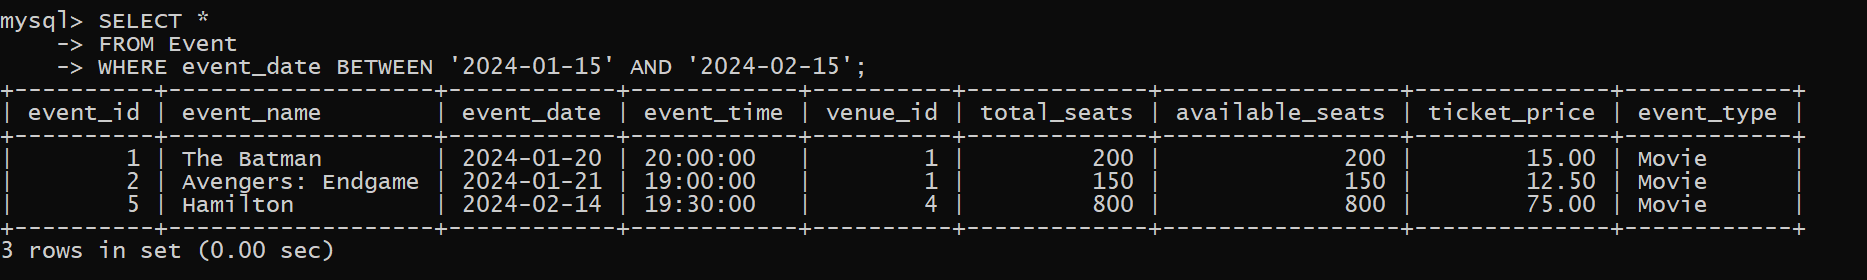 mysql> SELECT *
    -> FROM Event
    -> WHERE event_date BETWEEN '2024-01-15' AND '2024-02-15';
+----------+-------------------+------------+------------+----------+-------------+-----------------+--------------+------------+
| event_id | event_name        | event_date | event_time | venue_id | total_seats | available_seats | ticket_price | event_type |
+----------+-------------------+------------+------------+----------+-------------+-----------------+--------------+------------+
|        1 | The Batman        | 2024-01-20 | 20:00:00   |        1 |         200 |             200 |        15.00 | Movie      |
|        2 | Avengers: Endgame | 2024-01-21 | 19:00:00   |        1 |         150 |             150 |        12.50 | Movie      |
|        5 | Hamilton          | 2024-02-14 | 19:30:00   |        4 |         800 |             800 |        75.00 | Movie      |
+----------+-------------------+------------+------------+----------+-------------+-----------------+--------------+------------+
3 rows in set (0.00 sec)